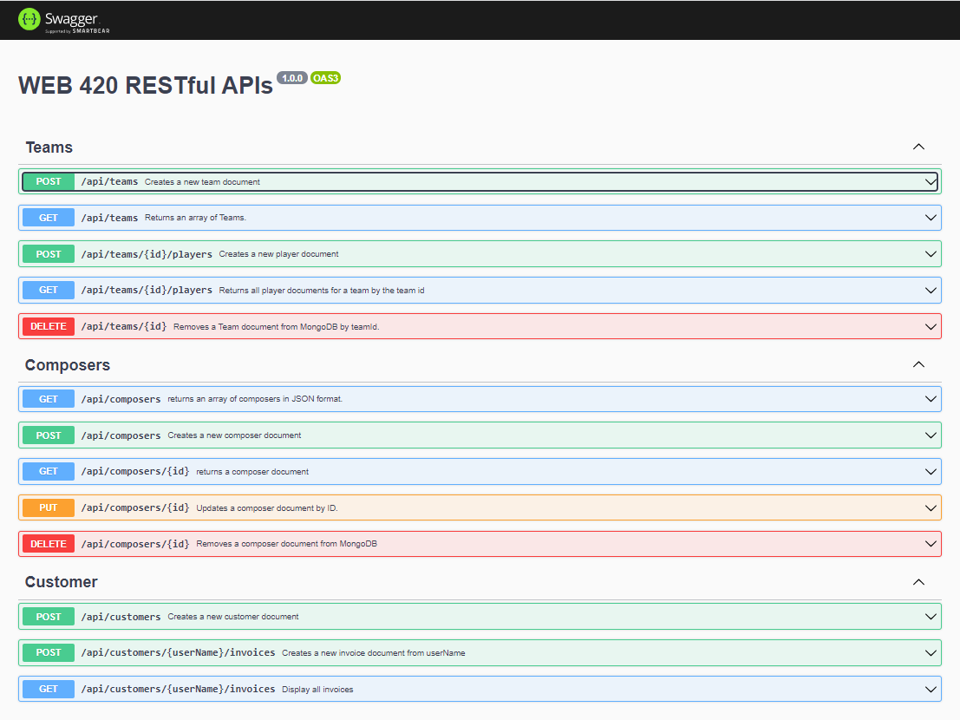 {...} Swagger.
Supported by SMARTBEAR
WEB 420 RESTful APIs 1.0.0 OAS3
Teams
POST /api/teams Creates a new team document
GET /api/teams Returns an array of Teams.
POST /api/teams/{id}/players Creates a new player document
GET /api/teams/{id}/players Returns all player documents for a team by the team id
DELETE /api/teams/{id} Removes a Team document from MongoDB by teamId.
Composers
GET /api/composers returns an array of composers in JSON format.
POST /api/composers Creates a new composer document
GET /api/composers/{id} returns a composer document
PUT /api/composers/{id} Updates a composer document by ID.
DELETE /api/composers/{id} Removes a composer document from MongoDB
Customer
POST /api/customers Creates a new customer document
POST /api/customers/{userName}/invoices Creates a new invoice document from userName
GET /api/customers/{userName}/invoices Display all invoices